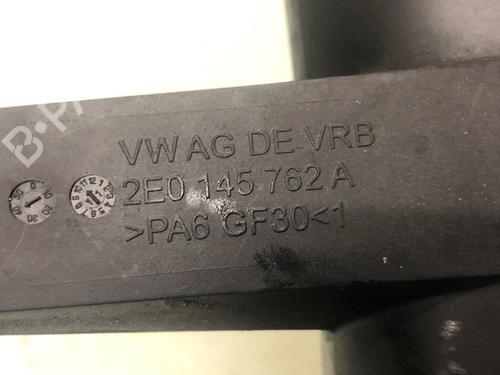 VW AG DE VRB
2E0 145 762 A
>PA6 GF30<1